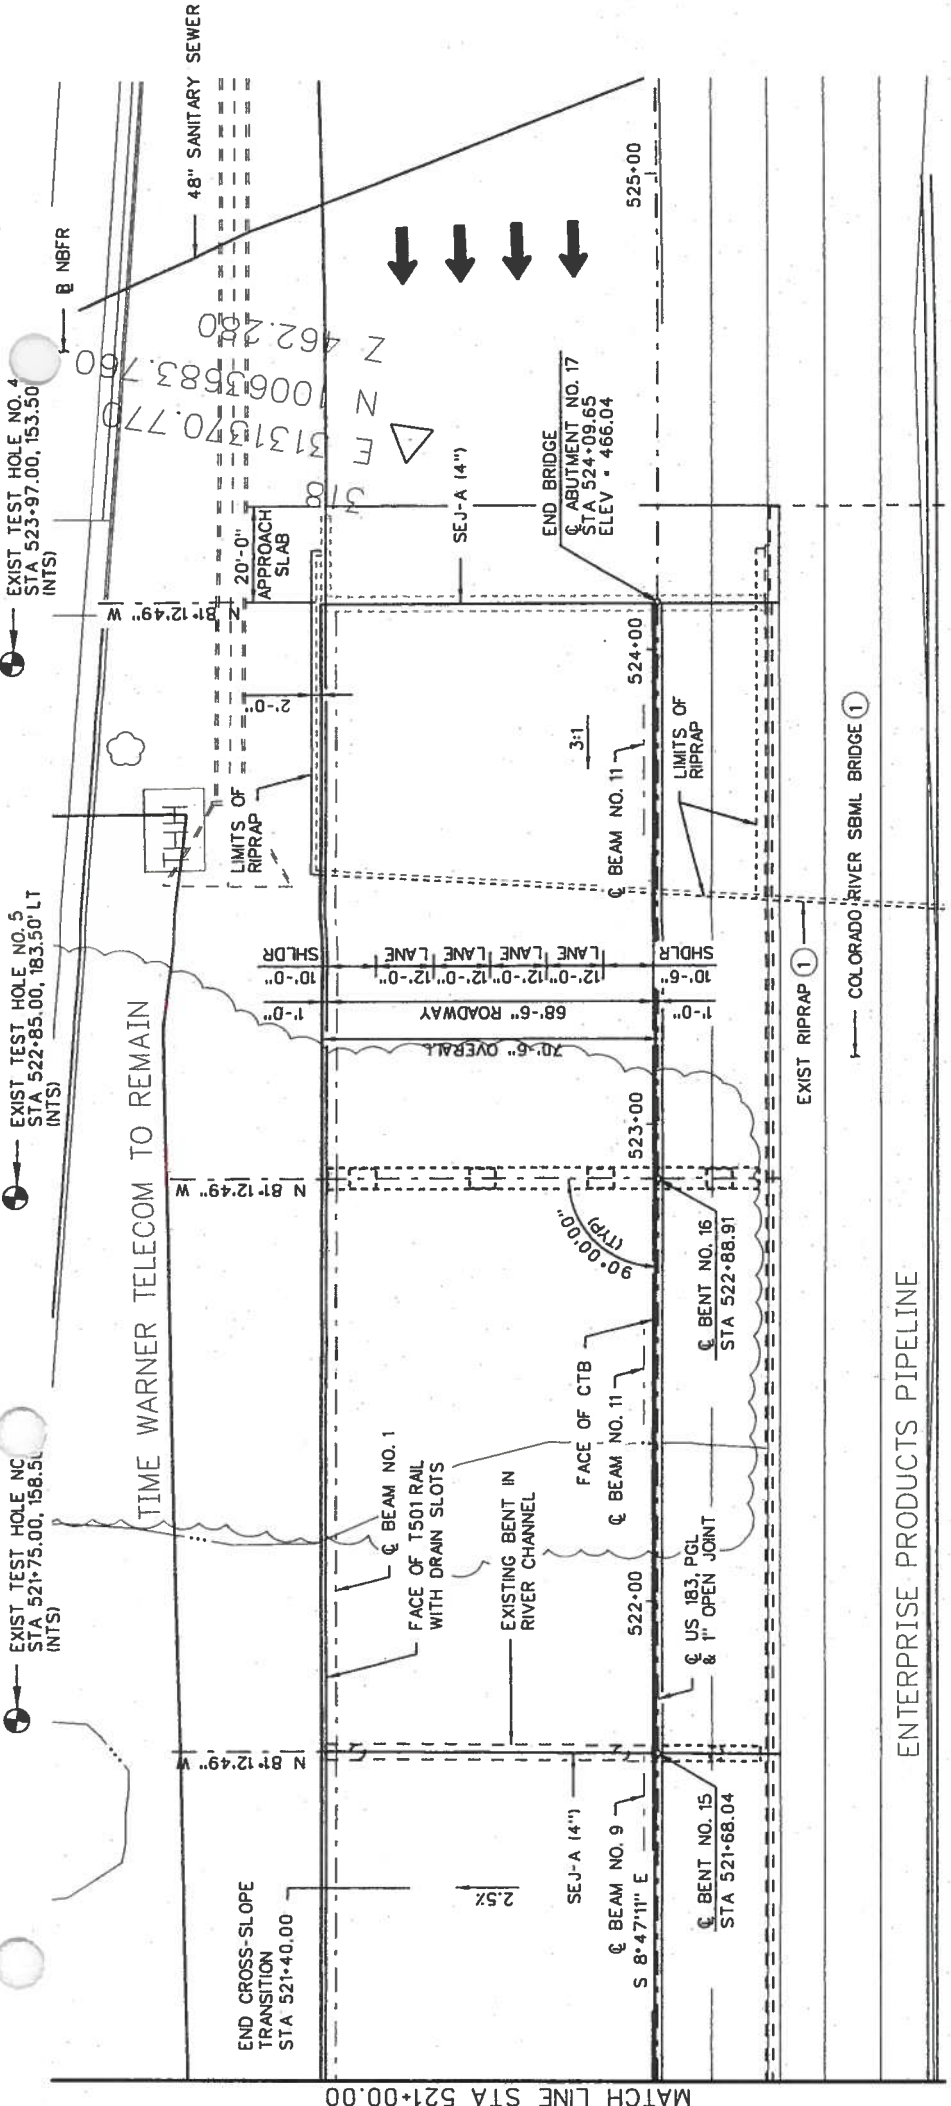 EXIST TEST HOLE NO. 4
STA 523+97.00, 153.50
(NTS)
EXIST TEST HOLE NO. 5
STA 522+85.00, 183.50' LT
(NTS)
EXIST TEST HOLE NO
STA 521+75.00, 158.50
(NTS)
℄ NBFR
48" SANITARY SEWER
Z 462.280
N 10063683.760
E 3131370.770
318
TIME WARNER TELECOM TO REMAIN
N 81°12'49" W
20'-0"
APPROACH
SLAB
2'-0"
LIMITS OF
RIPRAP
SEJ-A (4")
END BRIDGE
℄ ABUTMENT NO. 17
STA 524+09.65
ELEV = 466.04
525+00
524+00
3:1
℄ BEAM NO. 11
LIMITS OF
RIPRAP
10'-0"
SHLDR
12'-0"
LANE
12'-0"
LANE
12'-0"
LANE
12'-0"
LANE
10'-6"
SHDLR
1'-0"
68'-6" ROADWAY
1'-0"
70'-6" OVERALL
EXIST RIPRAP 1
COLORADO RIVER SBML BRIDGE 1
523+00
N 81°12'49" W
90°00'00"
(TYP)
℄ BENT NO. 16
STA 522+88.91
FACE OF CTB
℄ BEAM NO. 11
℄ BEAM NO. 1
FACE OF T501 RAIL
WITH DRAIN SLOTS
EXISTING BENT IN
RIVER CHANNEL
522+00
℄ US 183, PGL
& 1" OPEN JOINT
N 81°12'49" W
END CROSS-SLOPE
TRANSITION
STA 521+40.00
2.5%
SEJ-A (4")
℄ BEAM NO. 9
S 8°47'11" E
℄ BENT NO. 15
STA 521+68.04
ENTERPRISE PRODUCTS PIPELINE
MATCH LINE STA 521+00.00